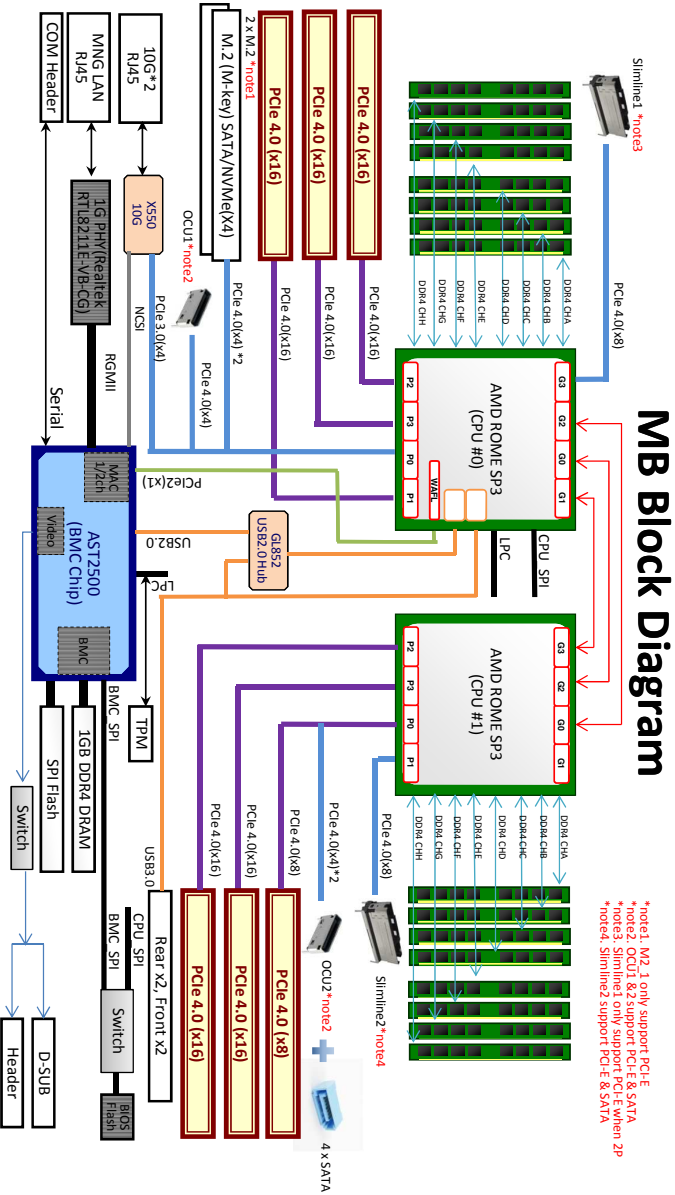 MB Block Diagram
*note1. M2_1 only support PCI-E
*note2. OCU1 & 2 support PCI-E & SATA
*note3. Slimline1 only support PCI-E when 2P
*note4. Slimline2 support PCI-E & SATA
Slimline1 *note3
PCIe 4.0(x8)
DDR4 CHA
DDR4 CHB
DDR4 CHC
DDR4 CHD
DDR4 CHE
DDR4 CHF
DDR4 CHG
DDR4 CHH
G3
G2
G0
G1
AMD ROME SP3
(CPU #0)
P2
P3
P0
P1
WAFL
CPU_SPI
LPC
G3
G2
G0
G1
AMD ROME SP3
(CPU #1)
P2
P3
P0
P1
DDR4 CHA
DDR4 CHB
DDR4 CHC
DDR4 CHD
DDR4 CHE
DDR4 CHF
DDR4 CHG
DDR4 CHH
PCIe 4.0(x8)
Slimline2*note4
PCIe 4.0(x4)*2
OCU2*note2
4 x SATA
PCIe 4.0(x8)
PCIe 4.0 (x8)
PCIe 4.0(x16)
PCIe 4.0 (x16)
PCIe 4.0(x16)
PCIe 4.0 (x16)
PCIe 4.0 (x16)
PCIe 4.0(x16)
PCIe 4.0 (x16)
PCIe 4.0(x16)
PCIe 4.0 (x16)
PCIe 4.0(x16)
2 x M.2 *note1
M.2 (M-key) SATA/NVMe(X4)
PCIe 4.0(x4) *2
OCU1*note2
PCIe 4.0(x4)
10G*2
RJ45
X550
10G
PCIe 3.0(x4)
NCSI
MNG LAN
RJ45
1G PHY(Realtek
RTL8211E-VB-CG)
RGMII
COM Header
Serial
GL852
USB2.0 Hub
PCIe2(x1)
USB2.0
LPC
TPM
USB3.0
Rear x2, Front x2
MAC
1/2ch
Video
AST2500
(BMC Chip)
BMC
BMC_SPI
1GB DDR4 DRAM
SPI Flash
Switch
CPU_SPI
BMC_SPI
Switch
BIOS
Flash
D-SUB
Header